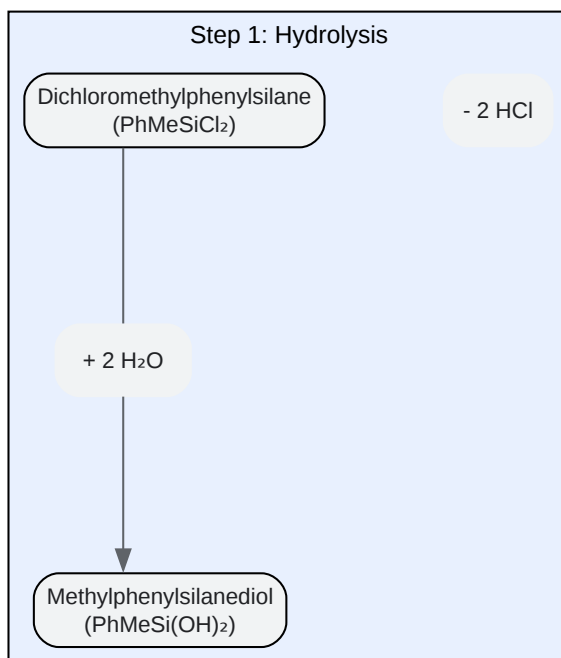 Step 1: Hydrolysis
Dichloromethylphenylsilane
(PhMeSiCl₂)
- 2 HCl
+ 2 H₂O
Methylphenylsilanediol
(PhMeSi(OH)₂)